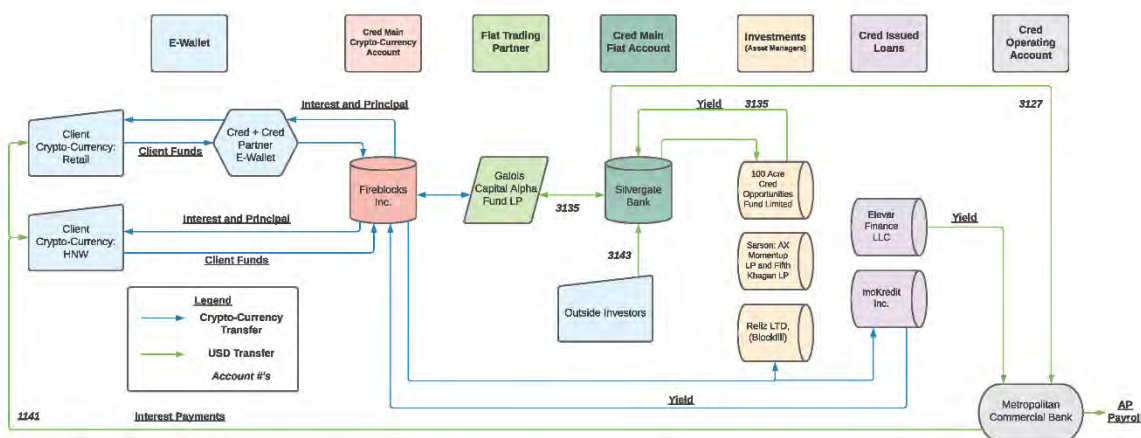 E-Wallet
Cred Main
Crypto-Currency
Account
Fiat Trading
Partner
Cred Main
Fiat Account
Investments
(Asset Managers)
Cred Issued
Loans
Cred
Operating
Account
Interest and Principal
Yield
3135
3127
Client
Crypto-Currency:
Retail
Client Funds
Cred + Cred
Partner
E-Wallet
Fireblocks
Inc.
Galois
Capital Alpha
Fund LP
3135
Silvergate
Bank
100 Acre
Cred
Opportunities
Fund Limited
Interest and Principal
Client
Crypto-Currency:
HNW
Client Funds
3143
Elevar
Finance
LLC
Yield
Sarson: AX
Momentup
LP and Fifth
Khagan LP
Legend
Crypto-Currency
Transfer
USD Transfer
Account #'s
Outside Investors
moKredit
Inc.
Reliz LTD,
(Blockfill)
Yield
1141
Interest Payments
Metropolitan
Commercial Bank
AP
Payroll